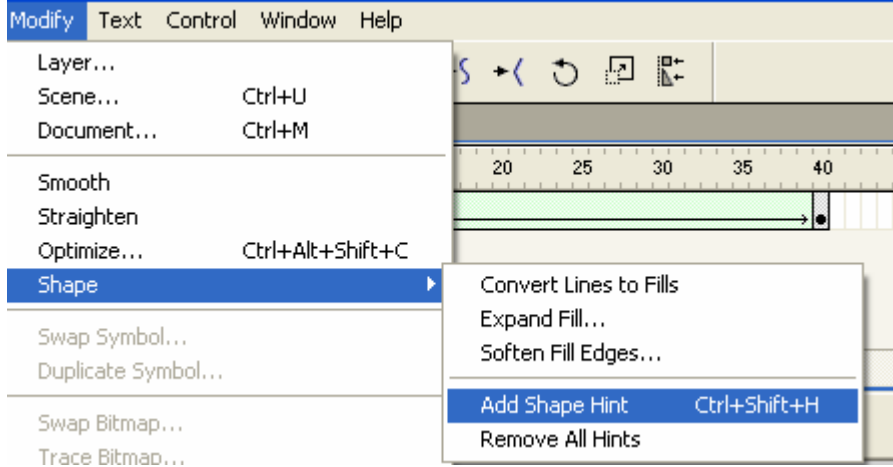 Modify Text Control Window Help
Layer...
Scene... Ctrl+U
Document... Ctrl+M
20 25 30 35 40
Smooth
Straighten
Optimize... Ctrl+Alt+Shift+C
Shape
Convert Lines to Fills
Expand Fill...
Soften Fill Edges...
Swap Symbol...
Duplicate Symbol...
Add Shape Hint Ctrl+Shift+H
Swap Bitmap...
Remove All Hints
Trace Bitmap...